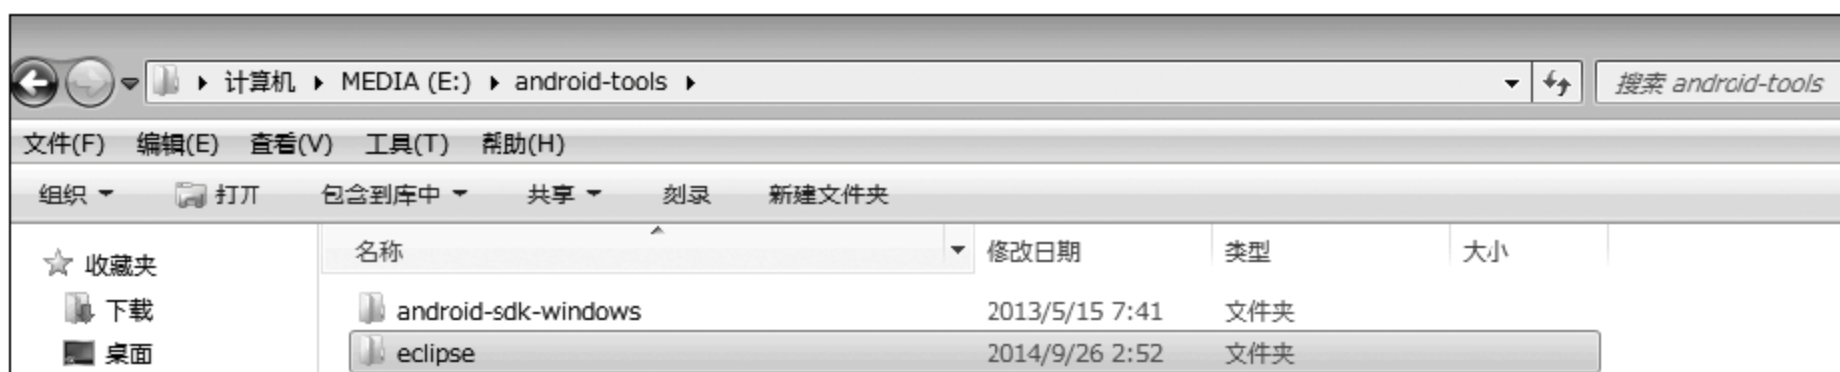 计算机 MEDIA (E:) android-tools 搜索 android-tools
文件(F) 编辑(E) 查看(V) 工具(T) 帮助(H)
组织 打开 包含到库中 共享 刻录 新建文件夹
名称 修改日期 类型 大小
收藏夹
下载 android-sdk-windows 2013/5/15 7:41 文件夹
桌面 eclipse 2014/9/26 2:52 文件夹